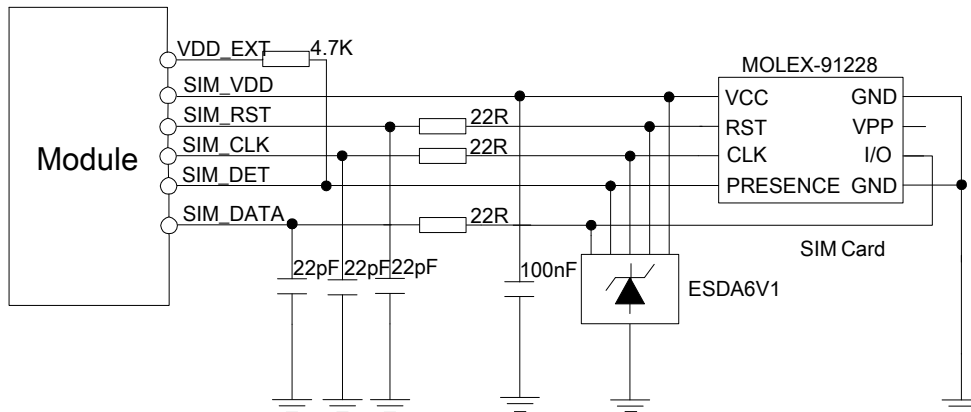 VDD_EXT 4.7K
MOLEX-91228
SIM_VDD
VCC GND
SIM_RST 22R
RST VPP
Module
SIM_CLK 22R
CLK I/O
SIM_DET
PRESENCE GND
SIM_DATA 22R
SIM Card
22pF 22pF 22pF 100nF
ESDA6V1